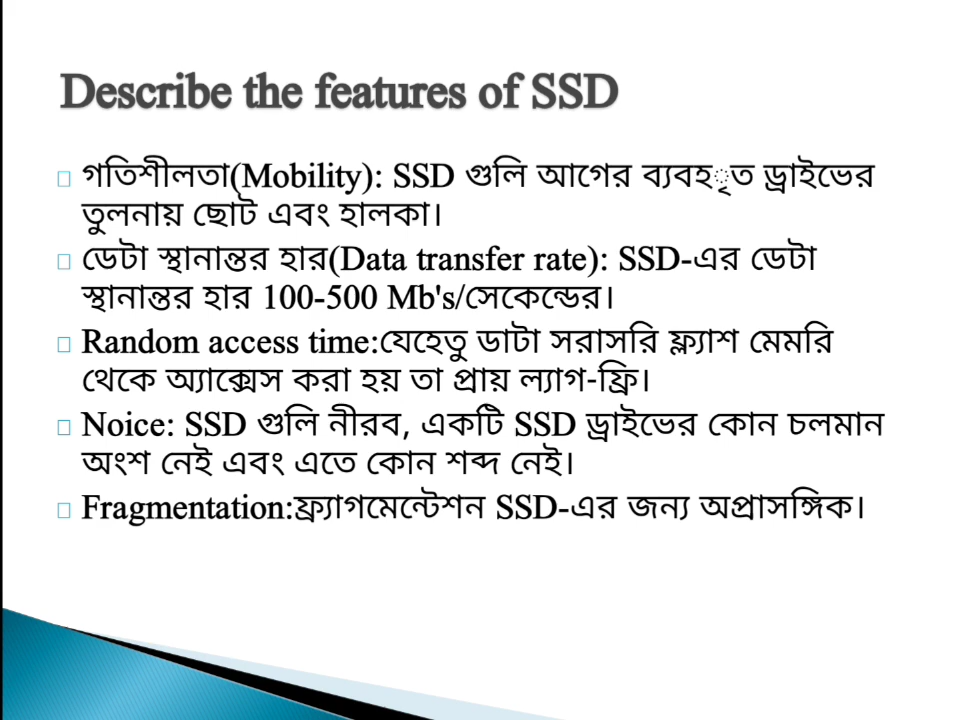 Describe the features of SSD
গতিশীলতা(Mobility): SSD গুলি আগের ব্যবহৃত ড্রাইভের
তুলনায় ছোট এবং হালকা।
ডেটা স্থানান্তর হার(Data transfer rate): SSD-এর ডেটা
স্থানান্তর হার 100-500 Mb's/সেকেন্ডের।
Random access time:যেহেতু ডাটা সরাসরি ফ্ল্যাশ মেমরি
থেকে অ্যাক্সেস করা হয় তা প্রায় ল্যাগ-ফ্রি।
Noice: SSD গুলি নীরব, একটি SSD ড্রাইভের কোন চলমান
অংশ নেই এবং এতে কোন শব্দ নেই।
Fragmentation:ফ্র্যাগমেন্টেশন SSD-এর জন্য অপ্রাসঙ্গিক।